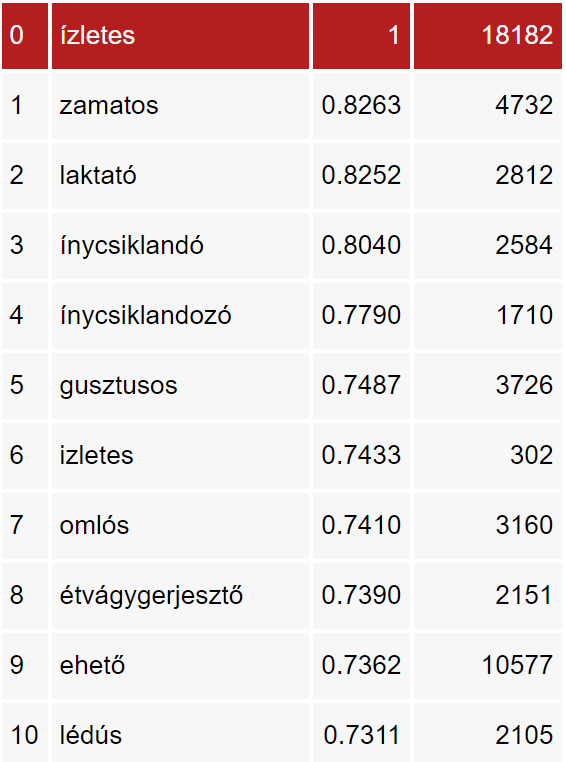 0 ízletes 1 18182
1 zamatos 0.8263 4732
2 laktató 0.8252 2812
3 ínycsiklandó 0.8040 2584
4 ínycsiklandozó 0.7790 1710
5 gusztusos 0.7487 3726
6 izletes 0.7433 302
7 omlós 0.7410 3160
8 étvágygerjesztő 0.7390 2151
9 ehető 0.7362 10577
10 lédús 0.7311 2105